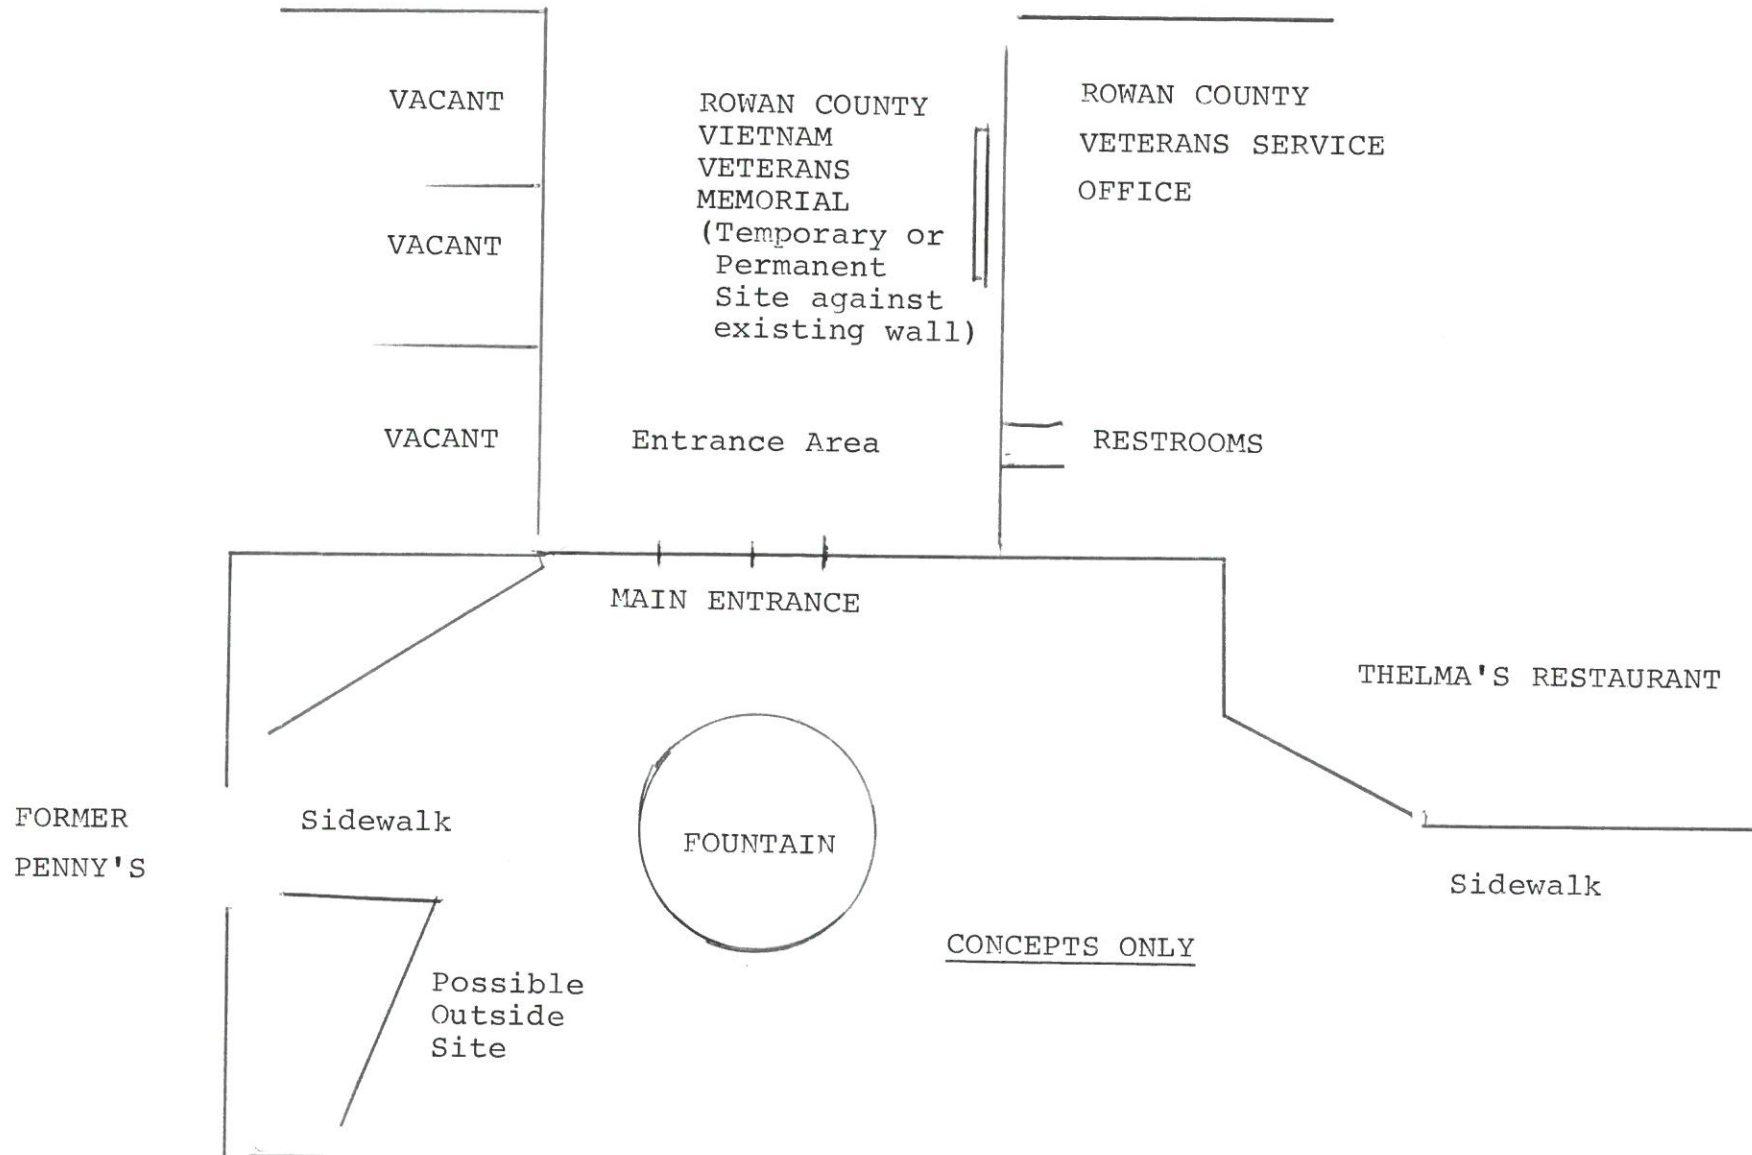 VACANT
VACANT
VACANT
ROWAN COUNTY
VIETNAM
VETERANS
MEMORIAL
(Temporary or
Permanent
Site against
existing wall)
Entrance Area
ROWAN COUNTY
VETERANS SERVICE
OFFICE
RESTROOMS
MAIN ENTRANCE
THELMA'S RESTAURANT
FORMER
PENNY'S
Sidewalk
FOUNTAIN
Sidewalk
CONCEPTS ONLY
Possible
Outside
Site